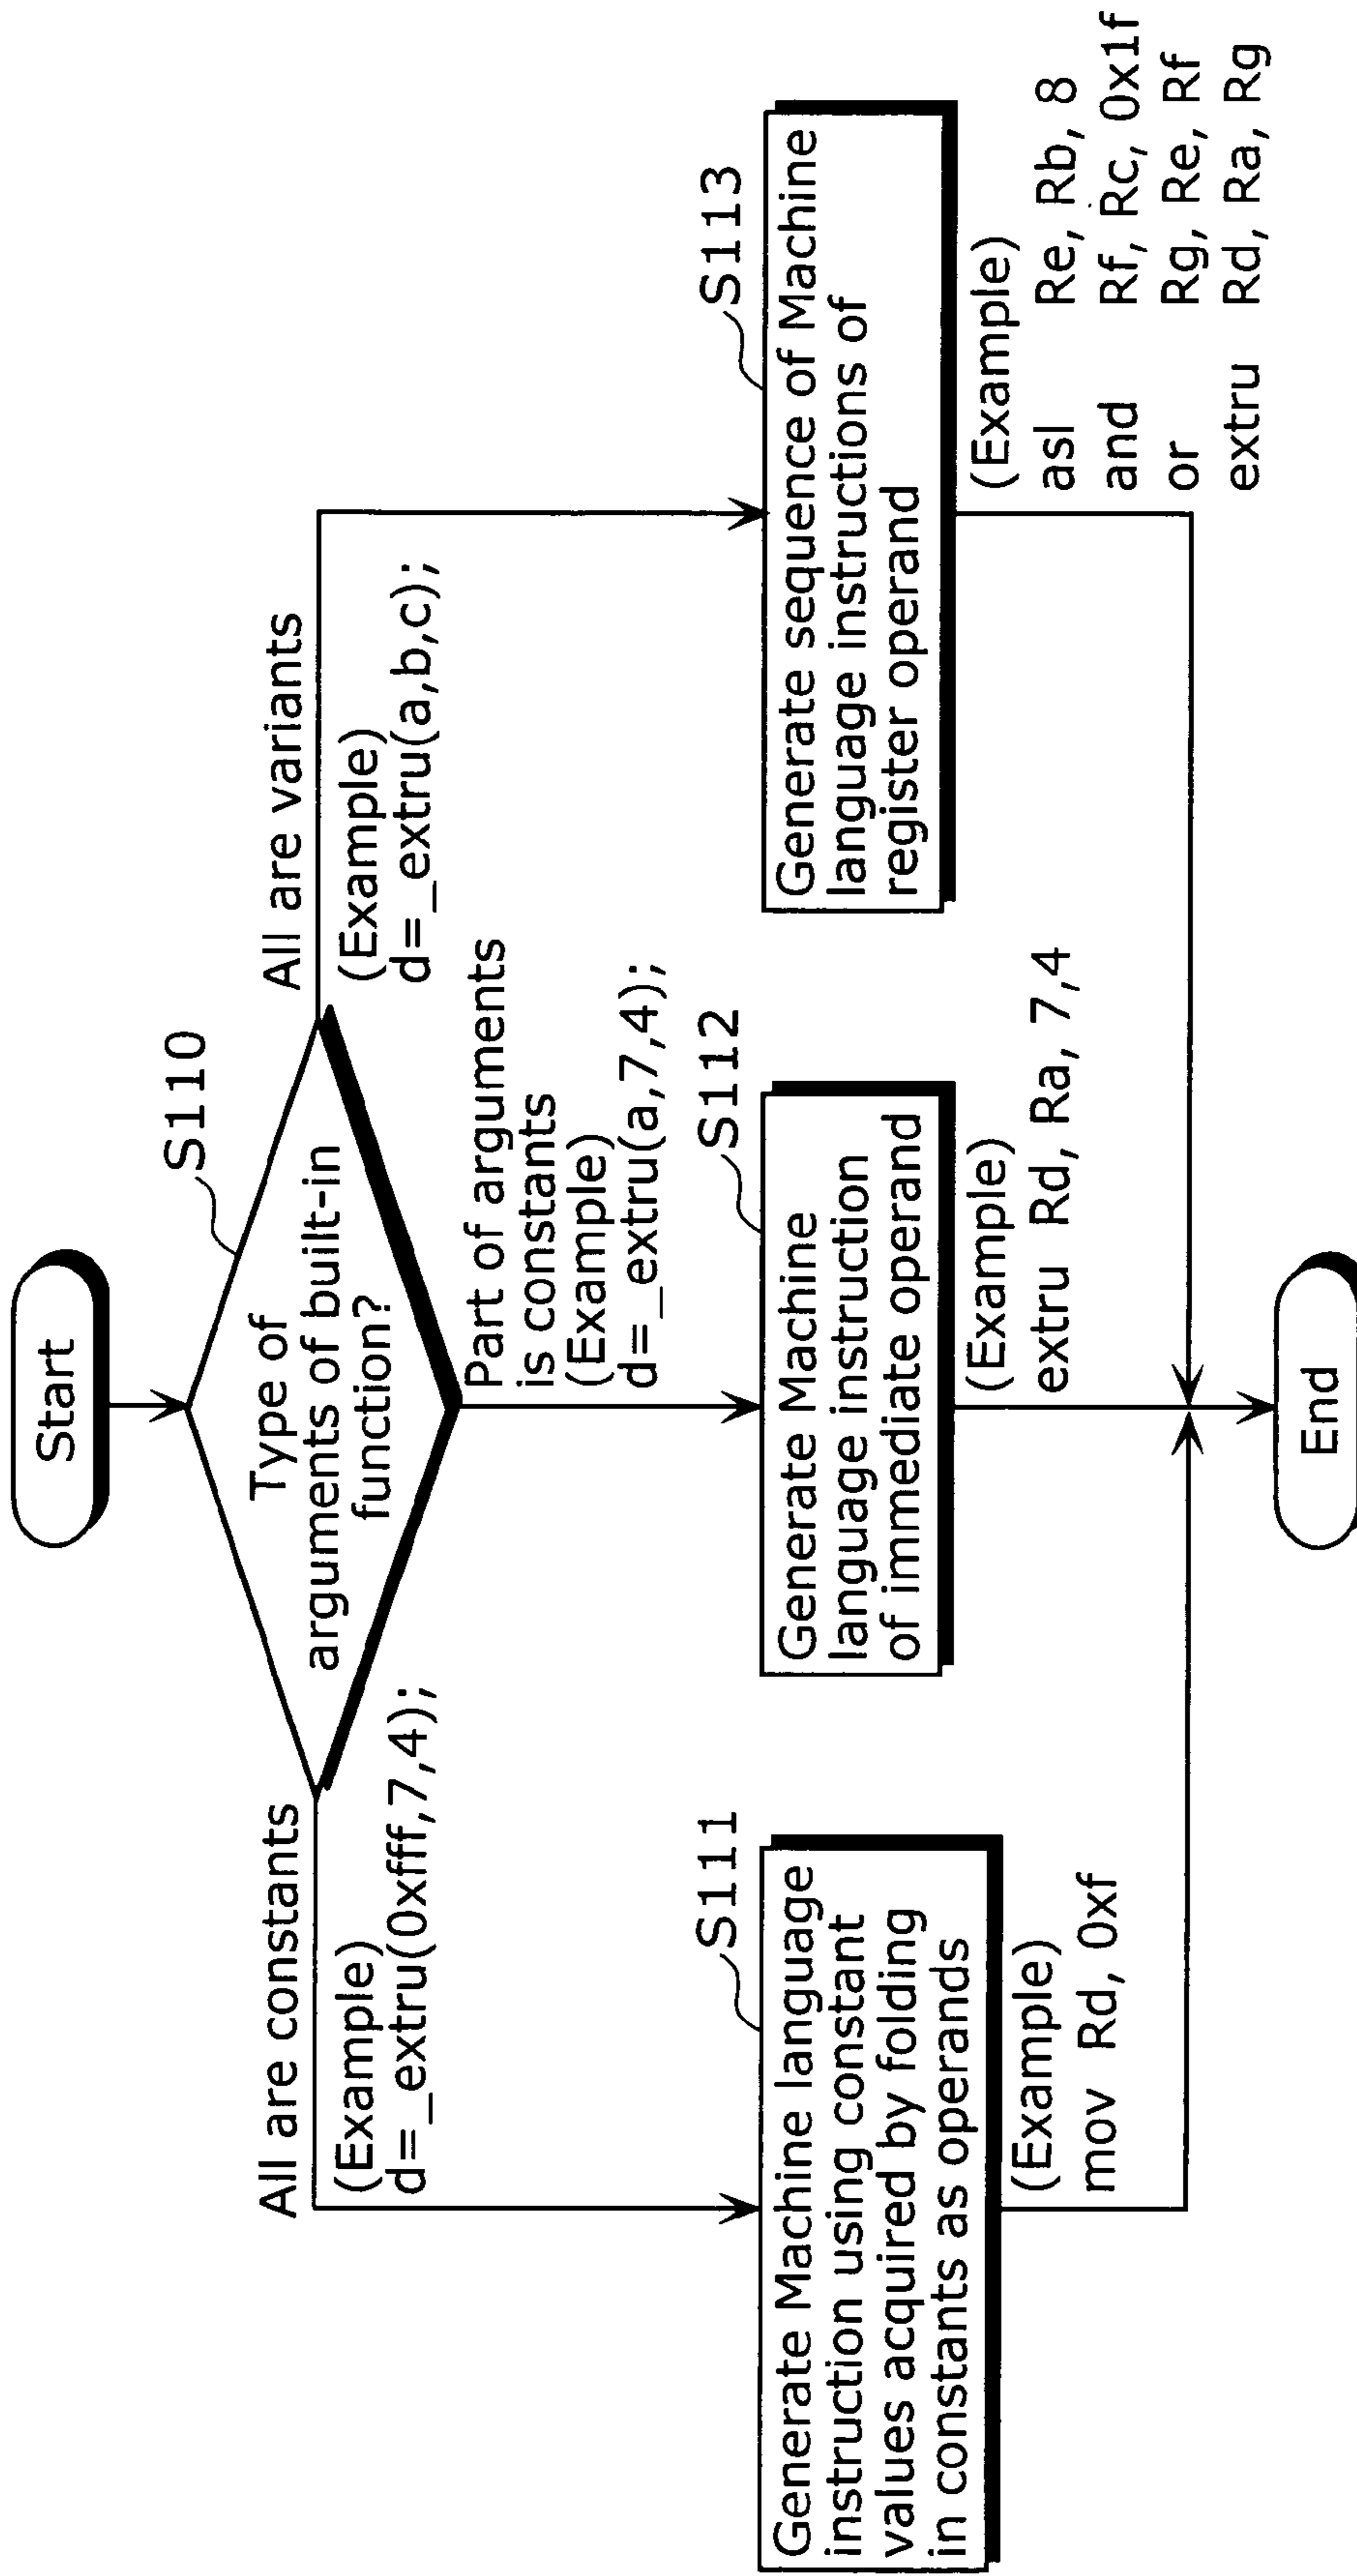 Start
S110
Type of
arguments of built-in
function?
All are constants
(Example)
d=_extru(0xfff,7,4);
All are variants
(Example)
d=_extru(a,b,c);
Part of arguments
is constants
(Example)
d=_extru(a,7,4);
S111
Generate Machine language
instruction using constant
values acquired by folding
in constants as operands
(Example)
mov Rd, 0xf
S112
Generate Machine
language instruction
of immediate operand
(Example)
extru Rd, Ra, 7,4
S113
Generate sequence of Machine
language instructions of
register operand
(Example)
asl Re, Rb, 8
and Rf, Rc, 0x1f
or Rg, Re, Rf
extru Rd, Ra, Rg
End